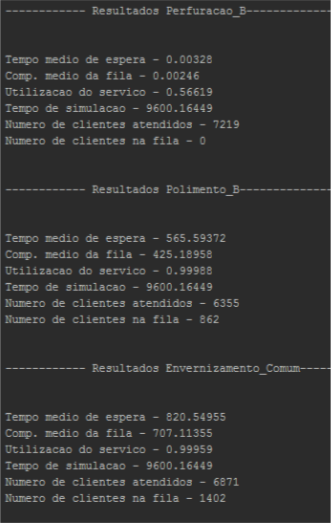 ------------ Resultados Perfuracao_B-------------
Tempo medio de espera - 0.00328
Comp. medio da fila - 0.00246
Utilizacao do servico - 0.56619
Tempo de simulacao - 9600.16449
Numero de clientes atendidos - 7219
Numero de clientes na fila - 0
------------ Resultados Polimento_B-------------
Tempo medio de espera - 565.59372
Comp. medio da fila - 425.18958
Utilizacao do servico - 0.99988
Tempo de simulacao - 9600.16449
Numero de clientes atendidos - 6355
Numero de clientes na fila - 862
------------ Resultados Envernizamento_Comum-----
Tempo medio de espera - 820.54955
Comp. medio da fila - 707.11355
Utilizacao do servico - 0.99959
Tempo de simulacao - 9600.16449
Numero de clientes atendidos - 6871
Numero de clientes na fila - 1402